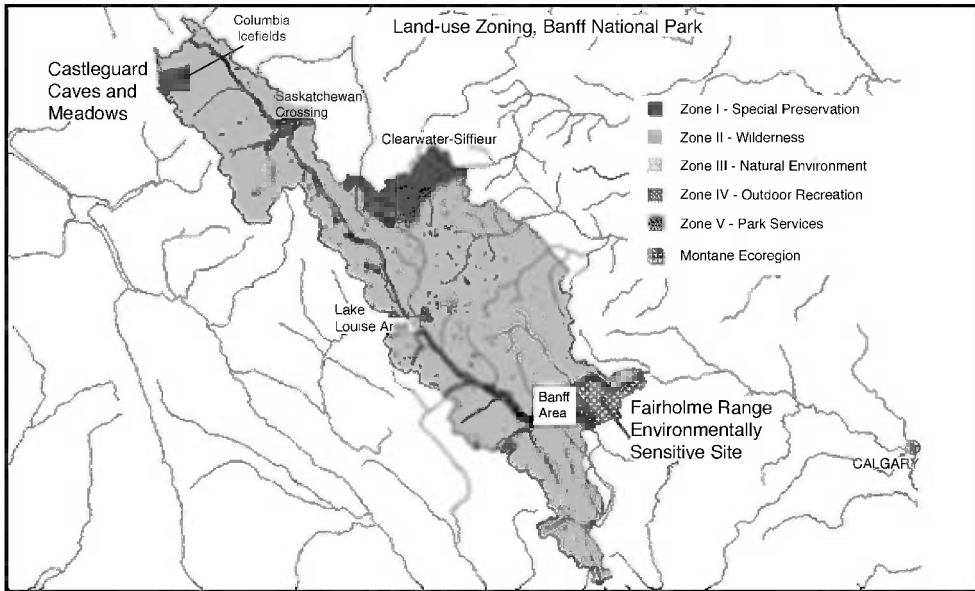 Land-use Zoning, Banff National Park
Columbia
Icefields
Castleguard
Caves and
Meadows
Saskatchewan
Crossing
Clearwater-Siffleur
Zone I - Special Preservation
Zone II - Wilderness
Zone III - Natural Environment
Zone IV - Outdoor Recreation
Zone V - Park Services
Montane Ecoregion
Lake
Louise Ar
Banff
Area
Fairholme Range
Environmentally
Sensitive Site
CALGARY